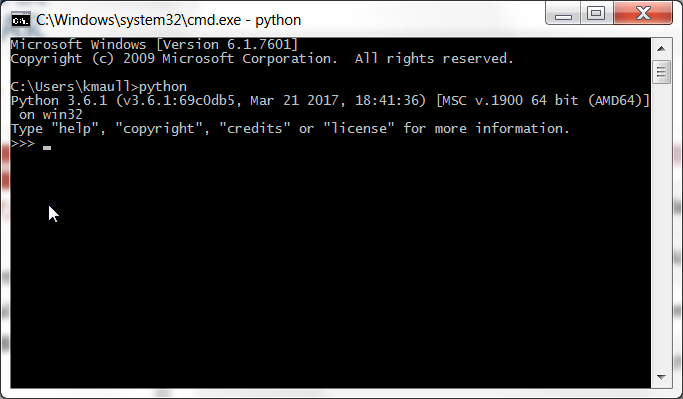 C:\Windows\system32\cmd.exe - python
Microsoft Windows [Version 6.1.7601]
Copyright (c) 2009 Microsoft Corporation.  All rights reserved.
C:\Users\kmaull>python
Python 3.6.1 (v3.6.1:69c0db5, Mar 21 2017, 18:41:36) [MSC v.1900 64 bit (AMD64)]
 on win32
Type "help", "copyright", "credits" or "license" for more information.
>>> _